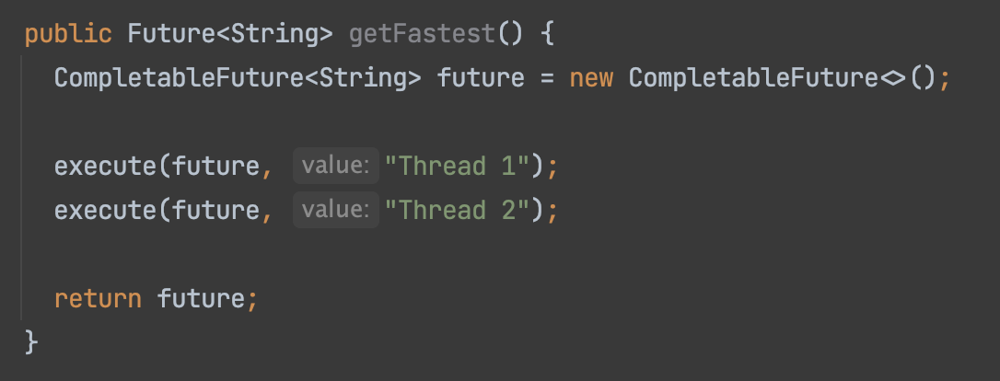 public Future<String> getFastest() {
CompletableFuture<String> future = new CompletableFuture<>();
execute(future, value: "Thread 1");
execute(future, value: "Thread 2");
return future;
}